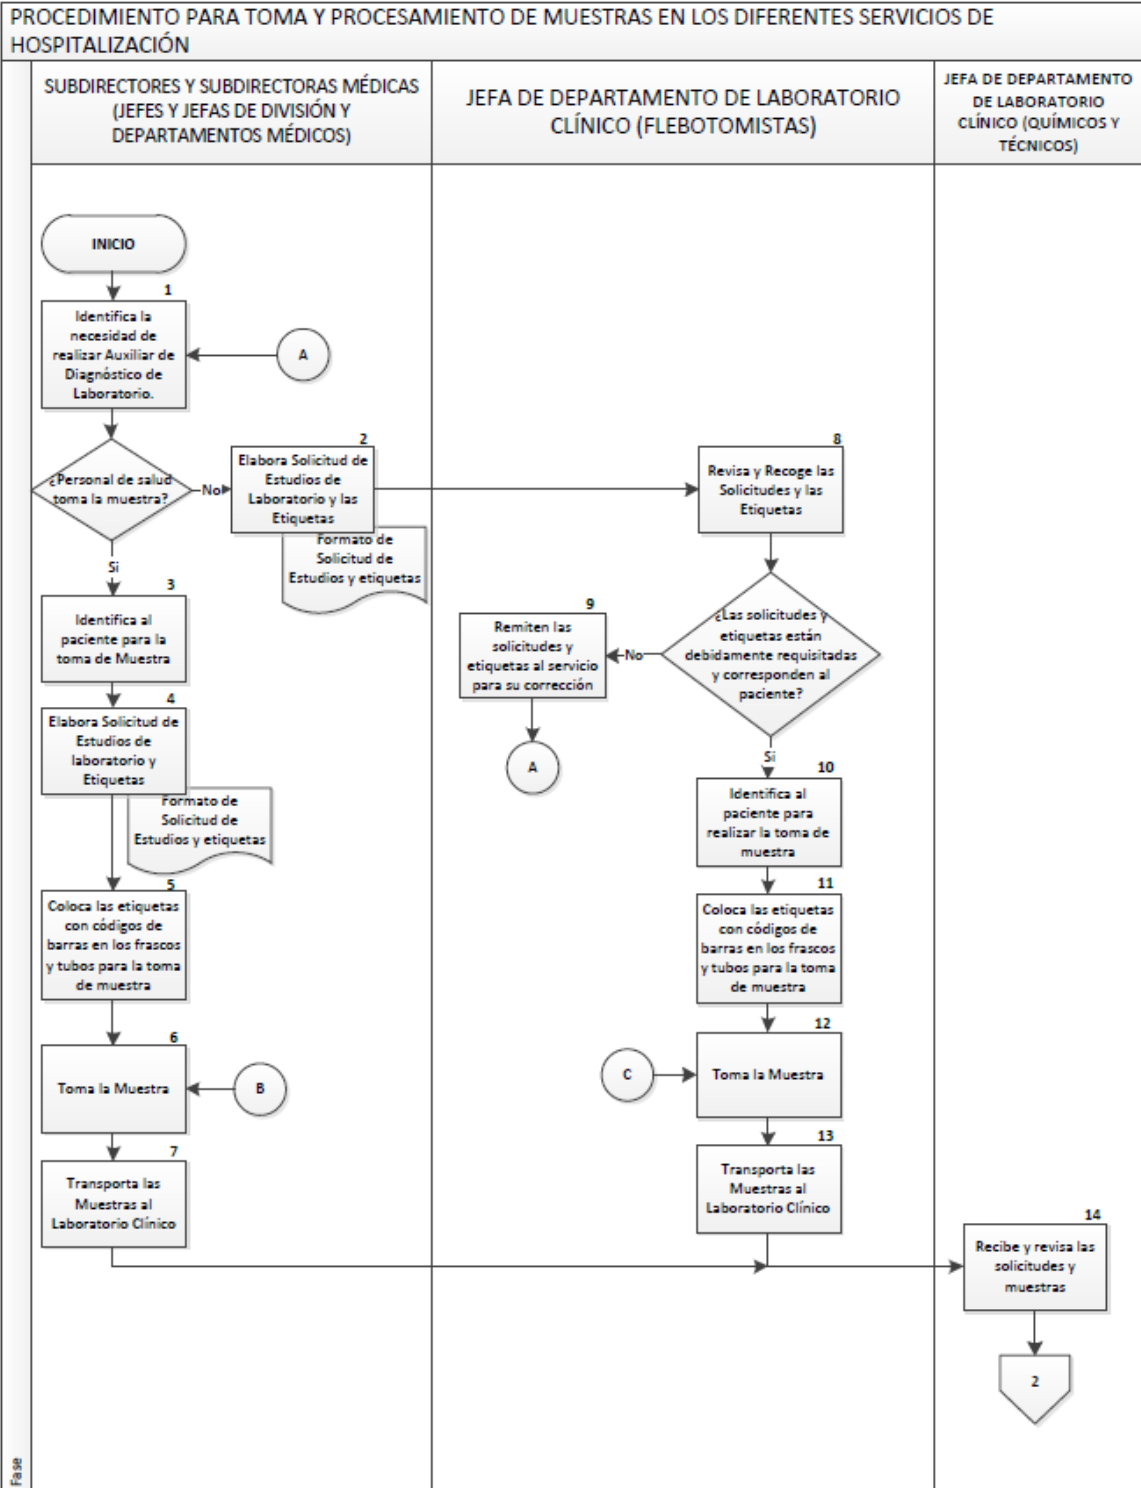 PROCEDIMIENTO PARA TOMA Y PROCESAMIENTO DE MUESTRAS EN LOS DIFERENTES SERVICIOS DE
HOSPITALIZACIÓN
SUBDIRECTORES Y SUBDIRECTORAS MÉDICAS
(JEFES Y JEFAS DE DIVISIÓN Y
DEPARTAMENTOS MÉDICOS)
JEFA DE DEPARTAMENTO DE LABORATORIO
CLÍNICO (FLEBOTOMISTAS)
JEFA DE DEPARTAMENTO
DE LABORATORIO
CLÍNICO (QUÍMICOS Y
TÉCNICOS)
INICIO
1
Identifica la
necesidad de
realizar Auxiliar de
Diagnóstico de
Laboratorio.
A
¿Personal de salud
toma la muestra?
No
2
Elabora Solicitud de
Estudios de
Laboratorio y las
Etiquetas
Formato de
Solicitud de
Estudios y etiquetas
Si
3
Identifica al
paciente para la
toma de Muestra
4
Elabora Solicitud de
Estudios de
laboratorio y
Etiquetas
Formato de
Solicitud de
Estudios y etiquetas
5
Coloca las etiquetas
con códigos de
barras en los frascos
y tubos para la toma
de muestra
6
Toma la Muestra
B
7
Transporta las
Muestras al
Laboratorio Clínico
8
Revisa y Recoge las
Solicitudes y las
Etiquetas
¿Las solicitudes y
etiquetas están
debidamente requisitadas
y corresponden al
paciente?
No
9
Remiten las
solicitudes y
etiquetas al servicio
para su corrección
A
Si
10
Identifica al
paciente para
realizar la toma de
muestra
11
Coloca las etiquetas
con códigos de
barras en los frascos
y tubos para la toma
de muestra
12
Toma la Muestra
C
13
Transporta las
Muestras al
Laboratorio Clínico
14
Recibe y revisa las
solicitudes y
muestras
2
Fase